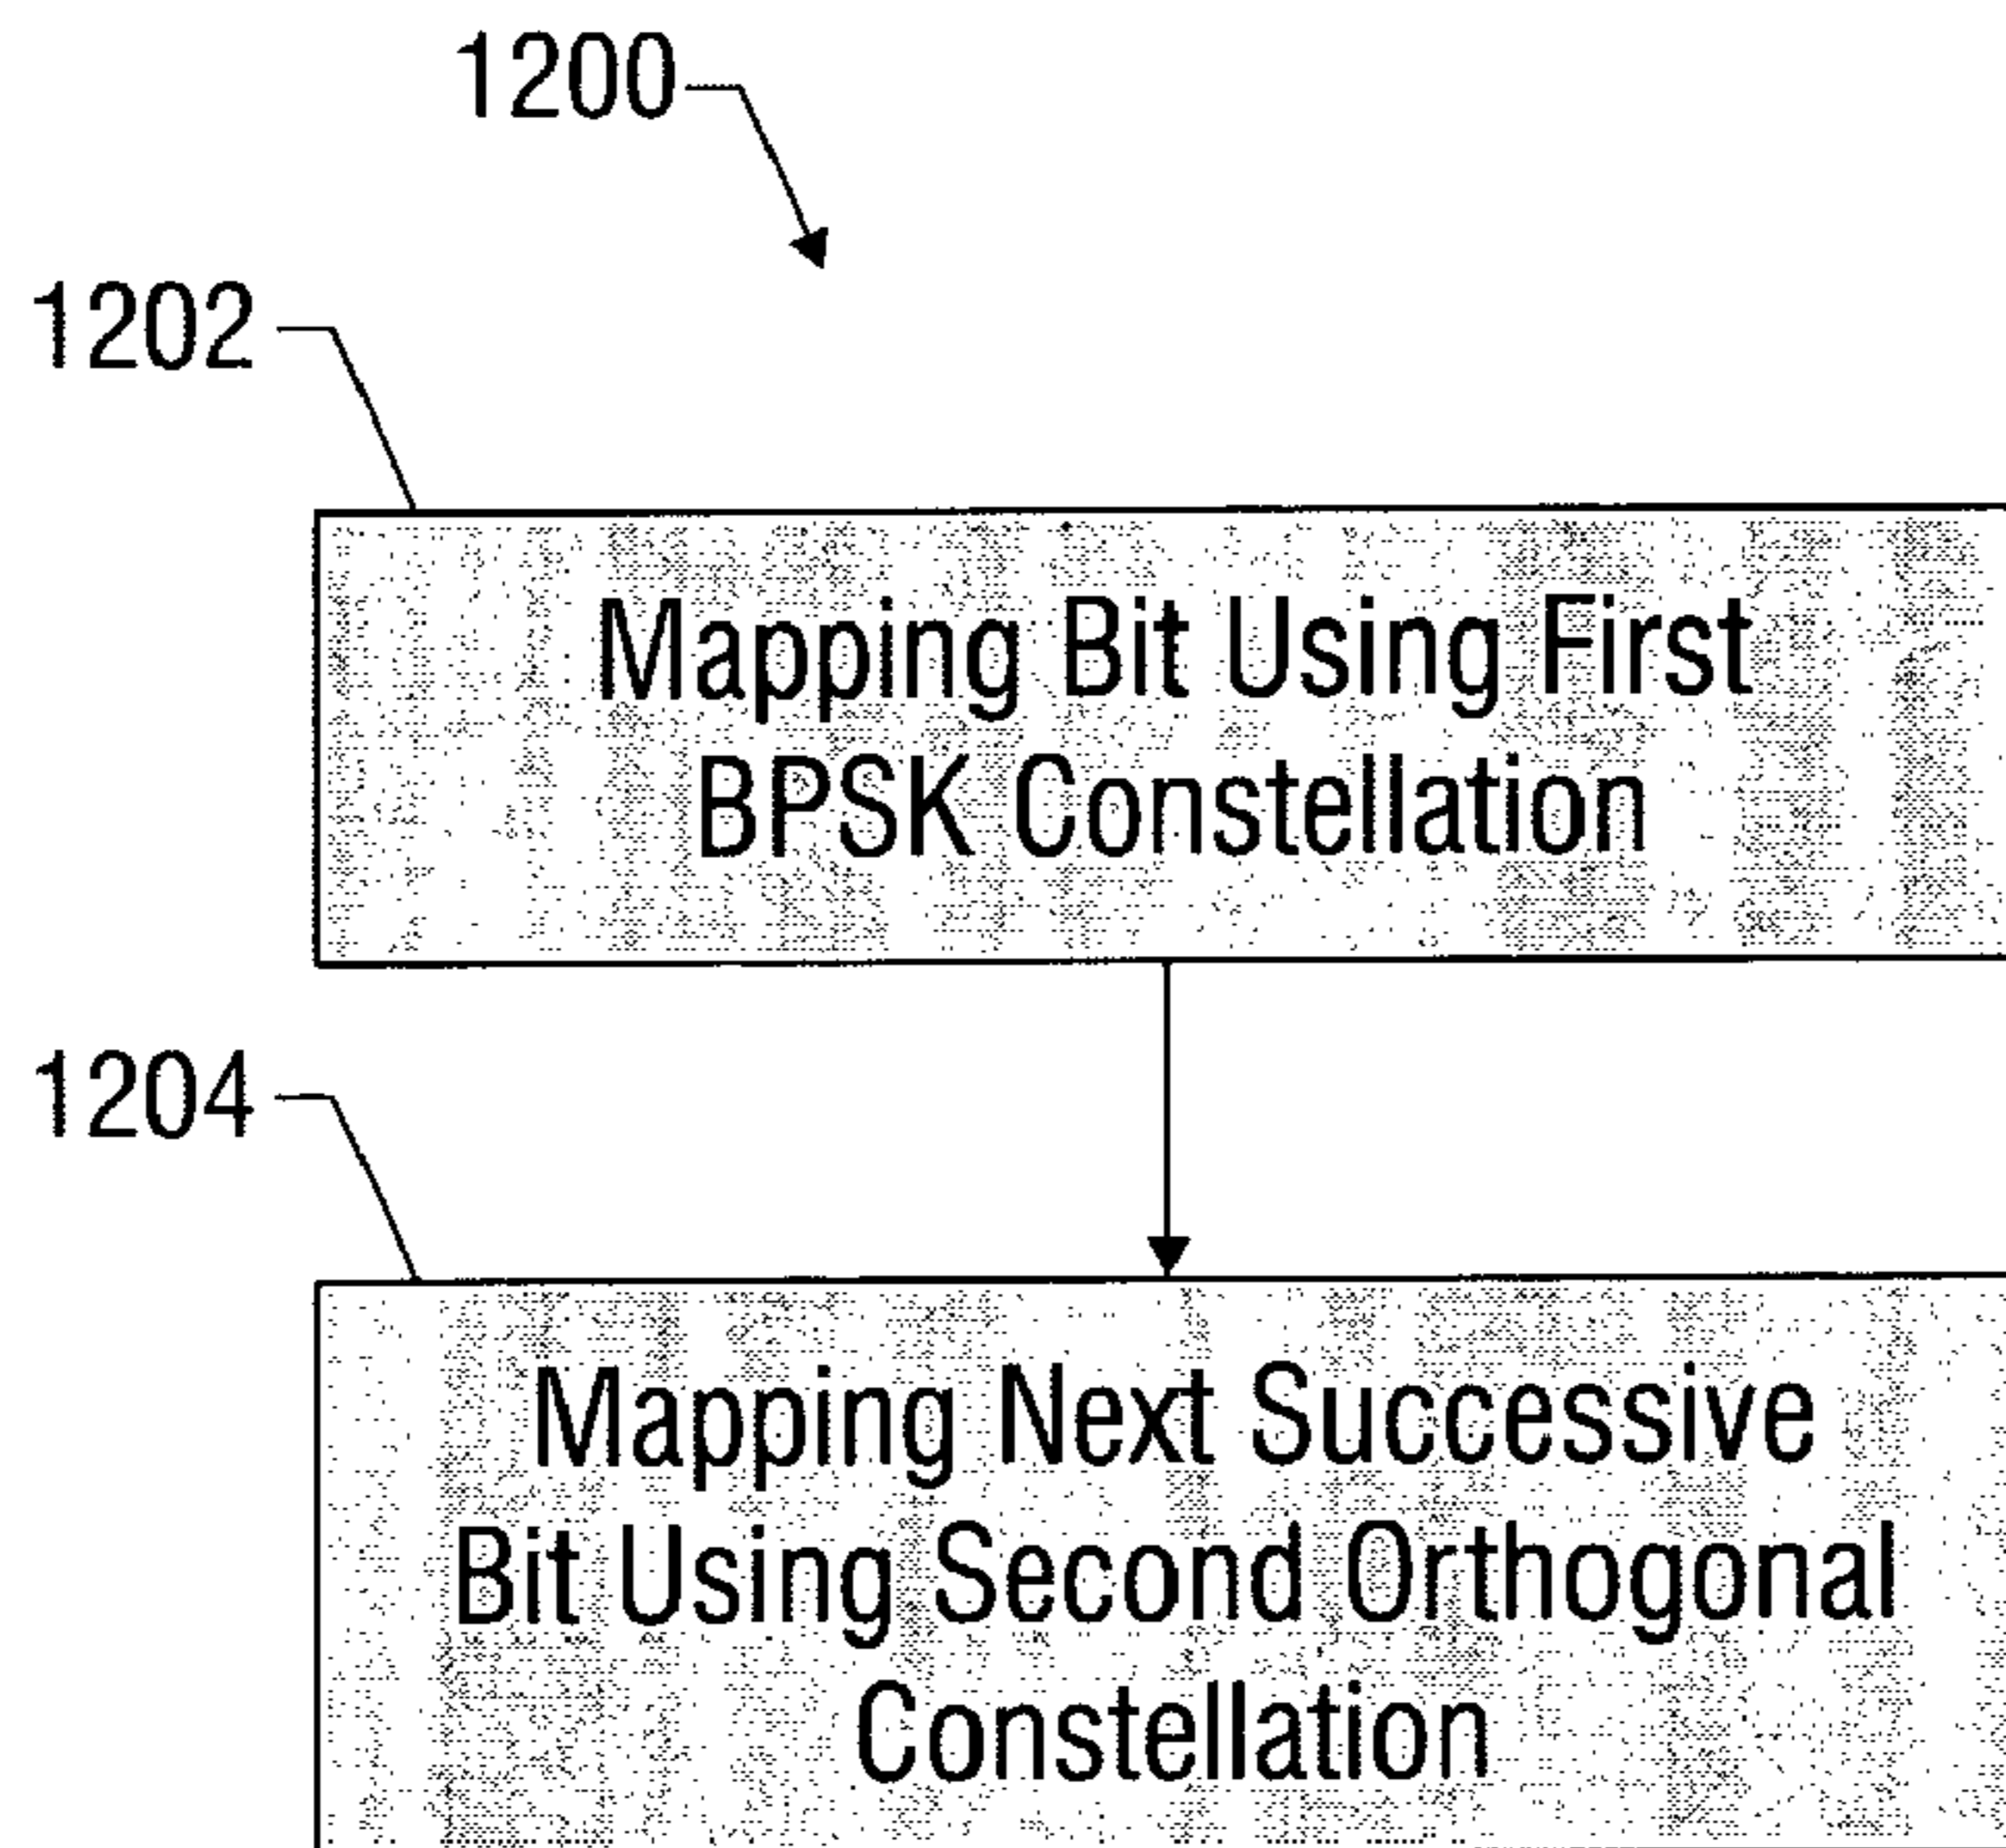 1200
1202
Mapping Bit Using First
BPSK Constellation
1204
Mapping Next Successive
Bit Using Second Orthogonal
Constellation